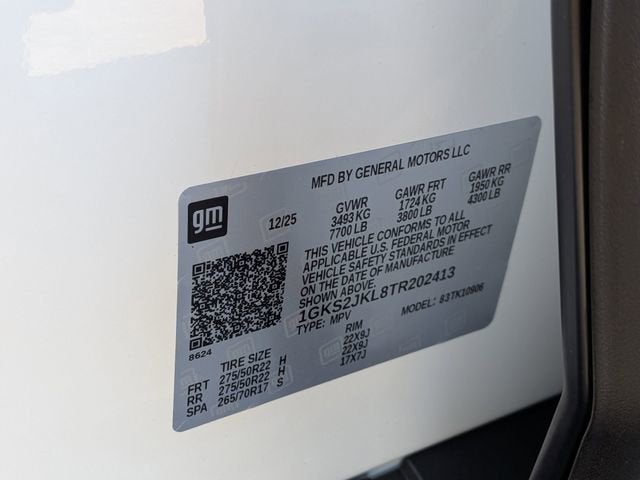 MFD BY GENERAL MOTORS LLC
gm
12/25
GVWR
3493 KG
7700 LB
GAWR FRT
1724 KG
3800 LB
GAWR RR
1950 KG
4300 LB
THIS VEHICLE CONFORMS TO ALL
APPLICABLE U.S. FEDERAL MOTOR
VEHICLE SAFETY STANDARDS IN EFFECT
ON THE DATE OF MANUFACTURE
SHOWN ABOVE.
1GKS2JKL8TR202413
TYPE: MPV
MODEL: 83TK10906
8624
TIRE SIZE
RIM
FRT 275/50R22 H 22X9J
RR 275/50R22 H 22X9J
SPA 265/70R17 S 17X7J